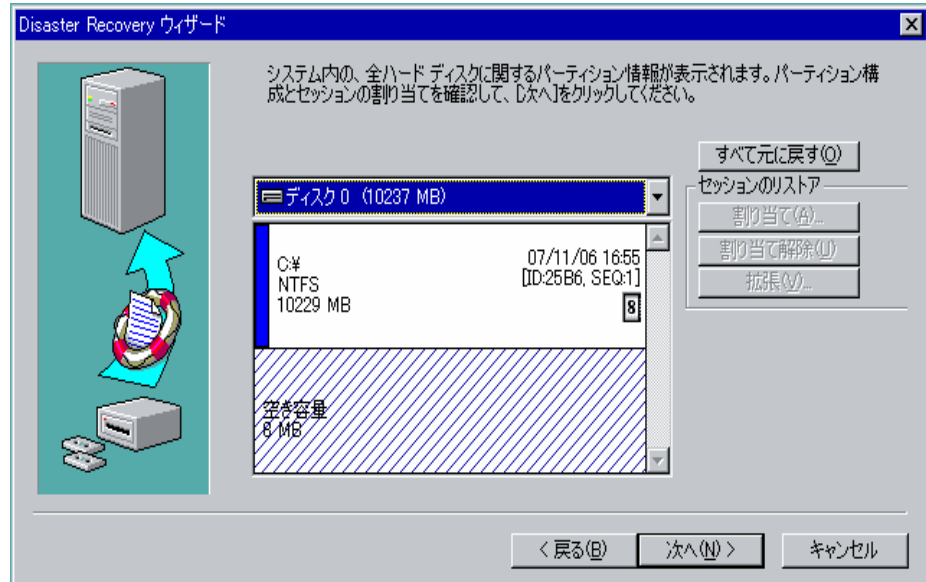 Disaster Recovery ウィザード
システム内の、全ハード ディスクに関するパーティション情報が表示されます。パーティション構
成とセッションの割り当てを確認して、[次へ]をクリックしてください。
すべて元に戻す(O)
ディスク 0 (10237 MB)
セッションのリストア
割り当て(A)...
割り当て解除(U)
拡張(V)...
C:¥
NTFS
10229 MB
07/11/06 16:55
[ID:25B6, SEQ:1]
8
空き容量
8 MB
< 戻る(B)
次へ(N) >
キャンセル